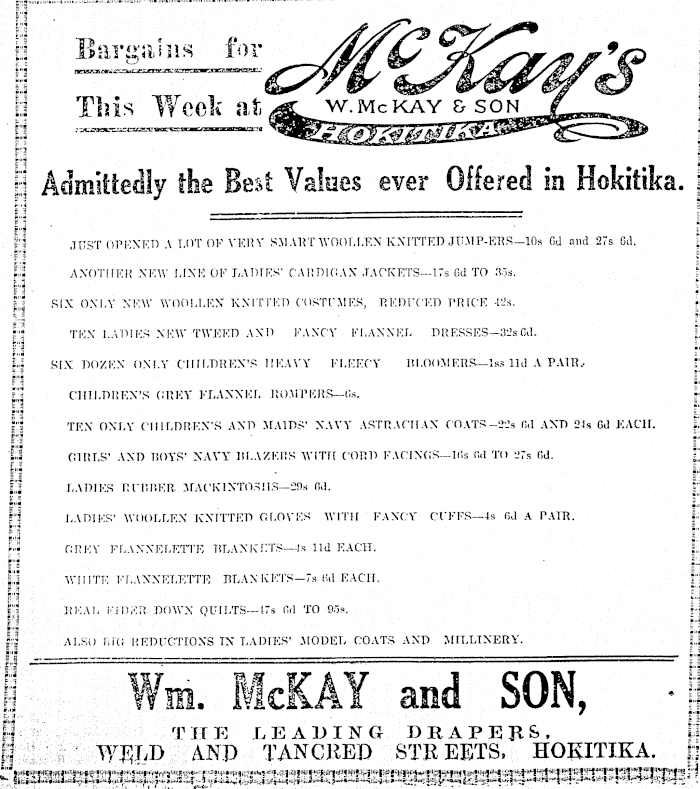 Bargains for
This Week at
McKay's
W. McKAY & SON
HOKITIKA
Admittedly the Best Values ever Offered in Hokitika.
JUST OPENED A LOT OF VERY SMART WOOLLEN KNITTED JUMP-ERS—10s 6d and 27s 6d.
ANOTHER NEW LINE OF LADIES' CARDIGAN JACKETS—17s 6d TO 35s.
SIX ONLY NEW WOOLLEN KNITTED COSTUMES, REDUCED PRICE 42s.
TEN LADIES NEW TWEED AND FANCY FLANNEL DRESSES—32s 6d.
SIX DOZEN ONLY CHILDREN'S HEAVY FLEECY BLOOMERS—1ss 11d A PAIR.
CHILDREN'S GREY FLANNEL ROMPERS—6s.
TEN ONLY CHILDREN'S AND MAIDS' NAVY ASTRACHAN COATS—22s 6d AND 24s 6d EACH.
GIRLS' AND BOYS' NAVY BLAZERS WITH CORD FACINGS—16s 6d TO 27s 6d.
LADIES RUBBER MACKINTOSHS—29s 6d.
LADIES' WOOLLEN KNITTED GLOVES WITH FANCY CUFFS—4s 6d A PAIR.
GREY FLANNELETTE BLANKETS—4s 11d EACH.
WHITE FLANNELETTE BLANKETS—7s 6d EACH.
REAL EIDER DOWN QUILTS—47s 6d TO 95s.
ALSO BIG REDUCTIONS IN LADIES' MODEL COATS AND MILLINERY.
Wm. McKAY and SON,
THE LEADING DRAPERS,
WELD AND TANCRED STREETS, HOKITIKA.